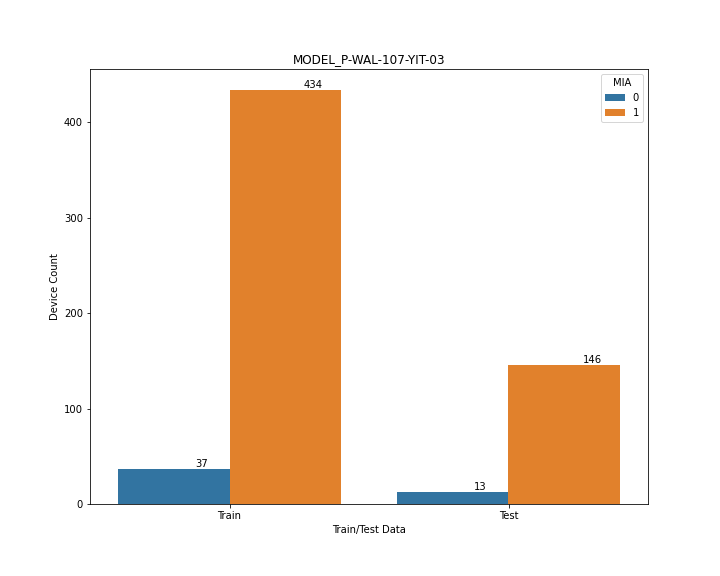 MODEL_P-WAL-107-YIT-03
MIA
0
1
434
146
37
13
400
300
200
100
0
Device Count
Train
Test
Train/Test Data